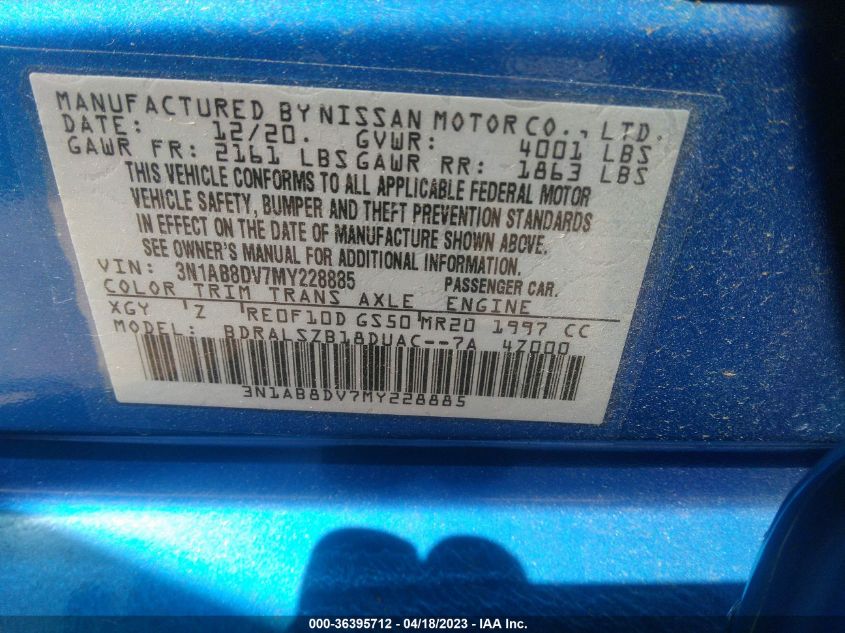 MANUFACTURED BY NISSAN MOTOR CO., LTD.
DATE: 12/20. GVWR: 4001 LBS
GAWR FR: 2161 LBS GAWR RR: 1863 LBS
THIS VEHICLE CONFORMS TO ALL APPLICABLE FEDERAL MOTOR
VEHICLE SAFETY, BUMPER AND THEFT PREVENTION STANDARDS
IN EFFECT ON THE DATE OF MANUFACTURE SHOWN ABOVE.
SEE OWNER'S MANUAL FOR ADDITIONAL INFORMATION.
VIN: 3N1AB8DV7MY228885 PASSENGER CAR.
COLOR TRIM TRANS AXLE ENGINE
XGY 'Z 'RE0F10D GS50 MR20 1997 CC
MODEL: BDRALSZB18DUAC--7A 47000
3N1AB8DV7MY228885
000-36395712 - 04/18/2023 - IAA Inc.